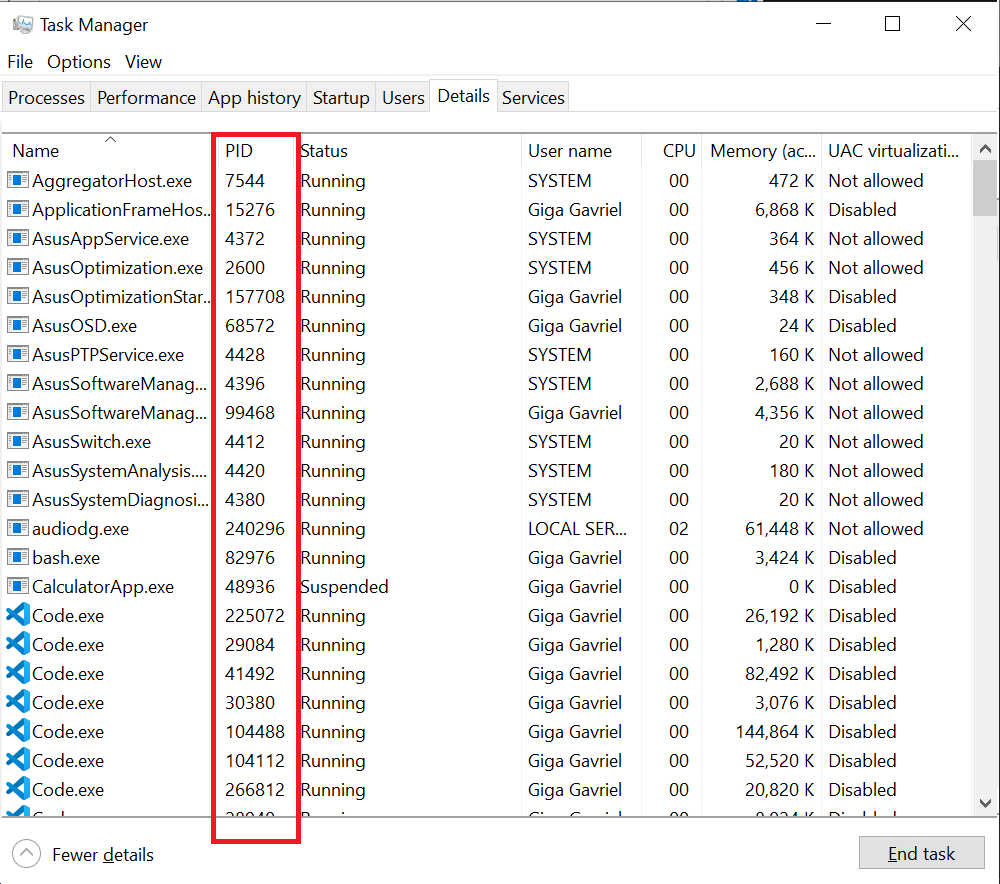 Task Manager
File Options View
Processes Performance App history Startup Users Details Services
Name PID Status User name CPU Memory (ac... UAC virtualizati...
AggregatorHost.exe 7544 Running SYSTEM 00 472 K Not allowed
ApplicationFrameHos... 15276 Running Giga Gavriel 00 6,868 K Disabled
AsusAppService.exe 4372 Running SYSTEM 00 364 K Not allowed
AsusOptimization.exe 2600 Running SYSTEM 00 456 K Not allowed
AsusOptimizationStar... 157708 Running Giga Gavriel 00 348 K Disabled
AsusOSD.exe 68572 Running Giga Gavriel 00 24 K Disabled
AsusPTPService.exe 4428 Running SYSTEM 00 160 K Not allowed
AsusSoftwareManag... 4396 Running SYSTEM 00 2,688 K Not allowed
AsusSoftwareManag... 99468 Running Giga Gavriel 00 4,356 K Not allowed
AsusSwitch.exe 4412 Running SYSTEM 00 20 K Not allowed
AsusSystemAnalysis.... 4420 Running SYSTEM 00 180 K Not allowed
AsusSystemDiagnosi... 4380 Running SYSTEM 00 20 K Not allowed
audiodg.exe 240296 Running LOCAL SER... 02 61,448 K Not allowed
bash.exe 82976 Running Giga Gavriel 00 3,424 K Disabled
CalculatorApp.exe 48936 Suspended Giga Gavriel 00 0 K Disabled
Code.exe 225072 Running Giga Gavriel 00 26,192 K Disabled
Code.exe 29084 Running Giga Gavriel 00 1,280 K Disabled
Code.exe 41492 Running Giga Gavriel 00 82,492 K Disabled
Code.exe 30380 Running Giga Gavriel 00 3,076 K Disabled
Code.exe 104488 Running Giga Gavriel 00 144,864 K Disabled
Code.exe 104112 Running Giga Gavriel 00 52,520 K Disabled
Code.exe 266812 Running Giga Gavriel 00 20,820 K Disabled
Fewer details End task